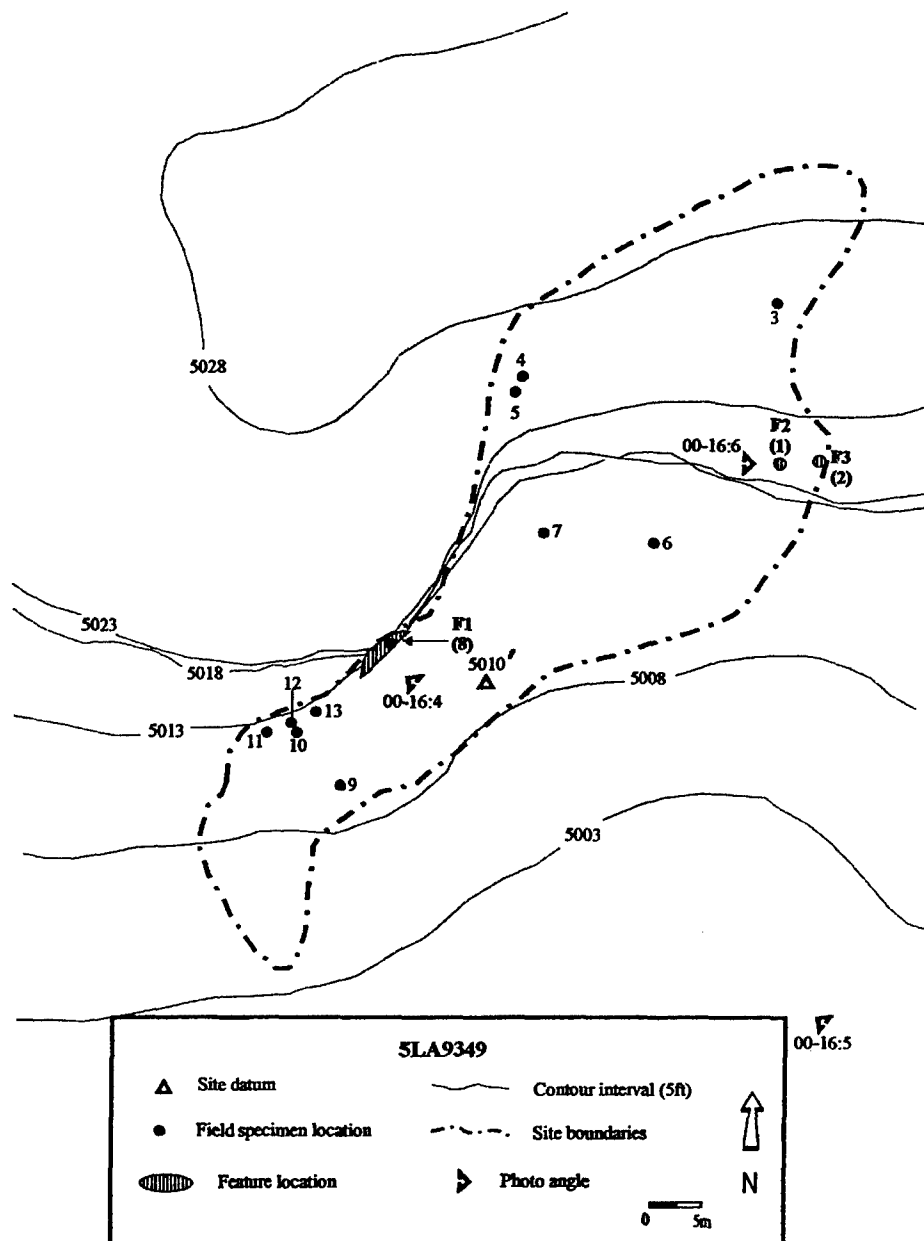 3
5028
4
5
00-16:6
F2
(1)
F3
(2)
7
6
5023
5018
F1
(8)
5010'
5008
00-16:4
12
13
5013
11
10
9
5003
00-16:5
5LA9349
Site datum
Contour interval (5ft)
Field specimen location
Site boundaries
Feature location
Photo angle
N
0 5m